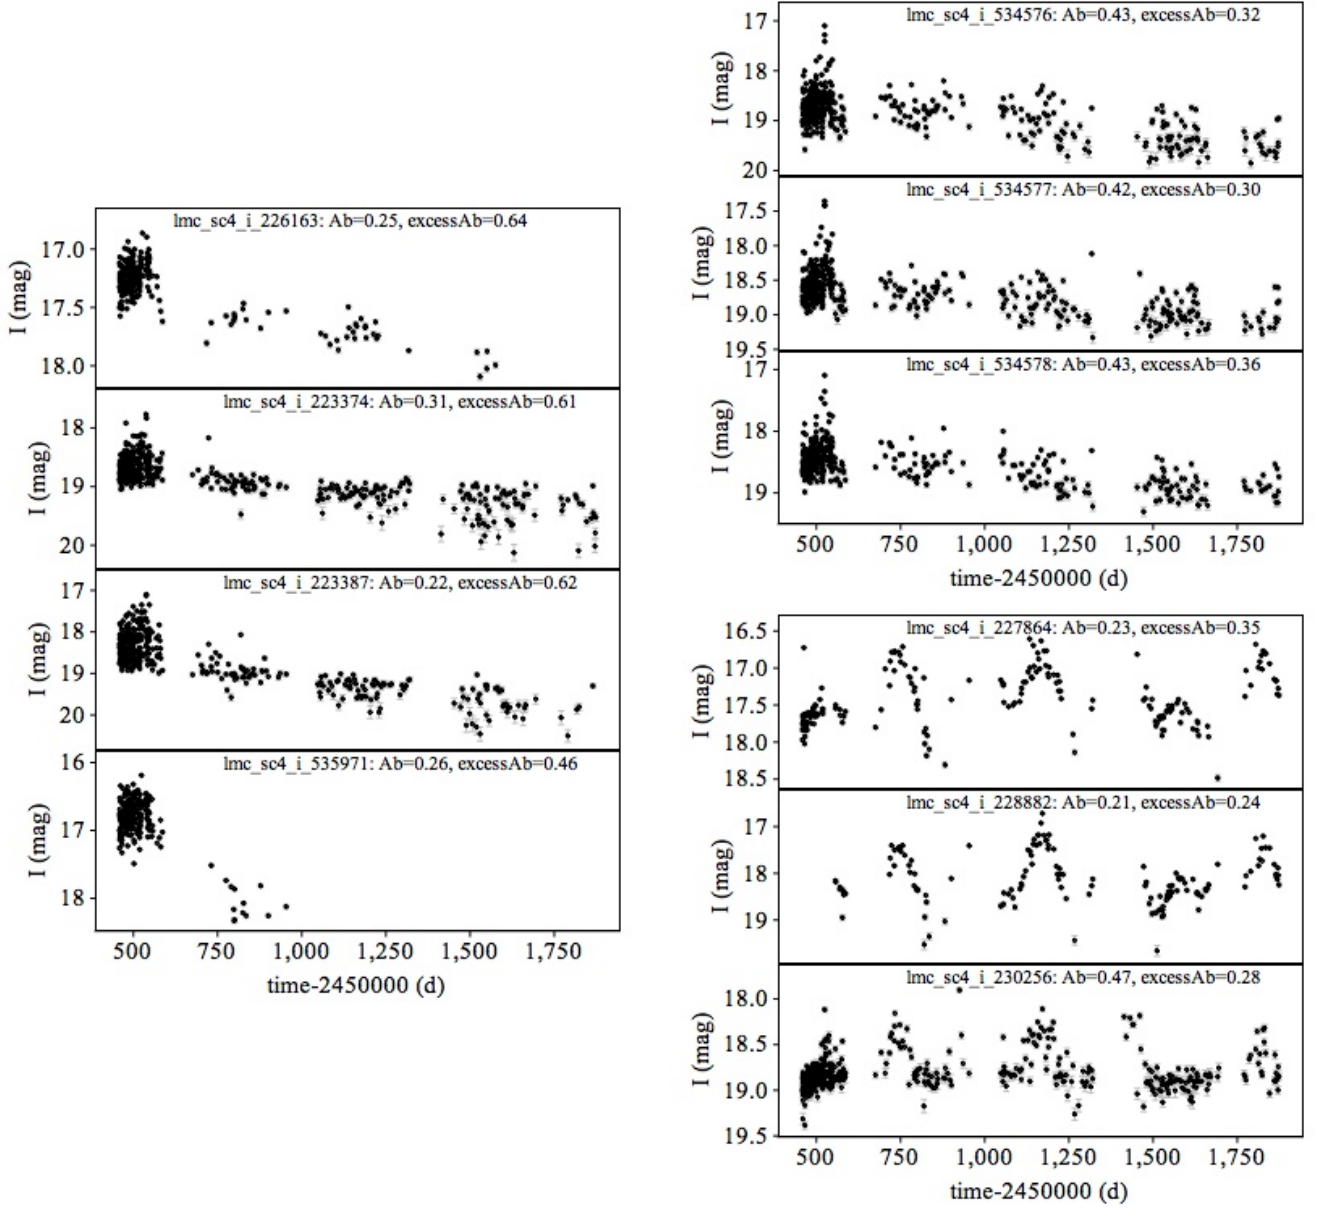 lmc_sc4_i_226163: Ab=0.25, excessAb=0.64
17.0
17.5
18.0
I (mag)
lmc_sc4_i_223374: Ab=0.31, excessAb=0.61
18
19
20
I (mag)
lmc_sc4_i_223387: Ab=0.22, excessAb=0.62
17
18
19
20
I (mag)
lmc_sc4_i_535971: Ab=0.26, excessAb=0.46
16
17
18
I (mag)
500 750 1,000 1,250 1,500 1,750
time-2450000 (d)
lmc_sc4_i_534576: Ab=0.43, excessAb=0.32
17
18
19
20
I (mag)
lmc_sc4_i_534577: Ab=0.42, excessAb=0.30
17.5
18.0
18.5
19.0
19.5
I (mag)
lmc_sc4_i_534578: Ab=0.43, excessAb=0.36
17
18
19
I (mag)
500 750 1,000 1,250 1,500 1,750
time-2450000 (d)
lmc_sc4_i_227864: Ab=0.23, excessAb=0.35
16.5
17.0
17.5
18.0
18.5
I (mag)
lmc_sc4_i_228882: Ab=0.21, excessAb=0.24
17
18
19
I (mag)
lmc_sc4_i_230256: Ab=0.47, excessAb=0.28
18.0
18.5
19.0
19.5
I (mag)
500 750 1,000 1,250 1,500 1,750
time-2450000 (d)